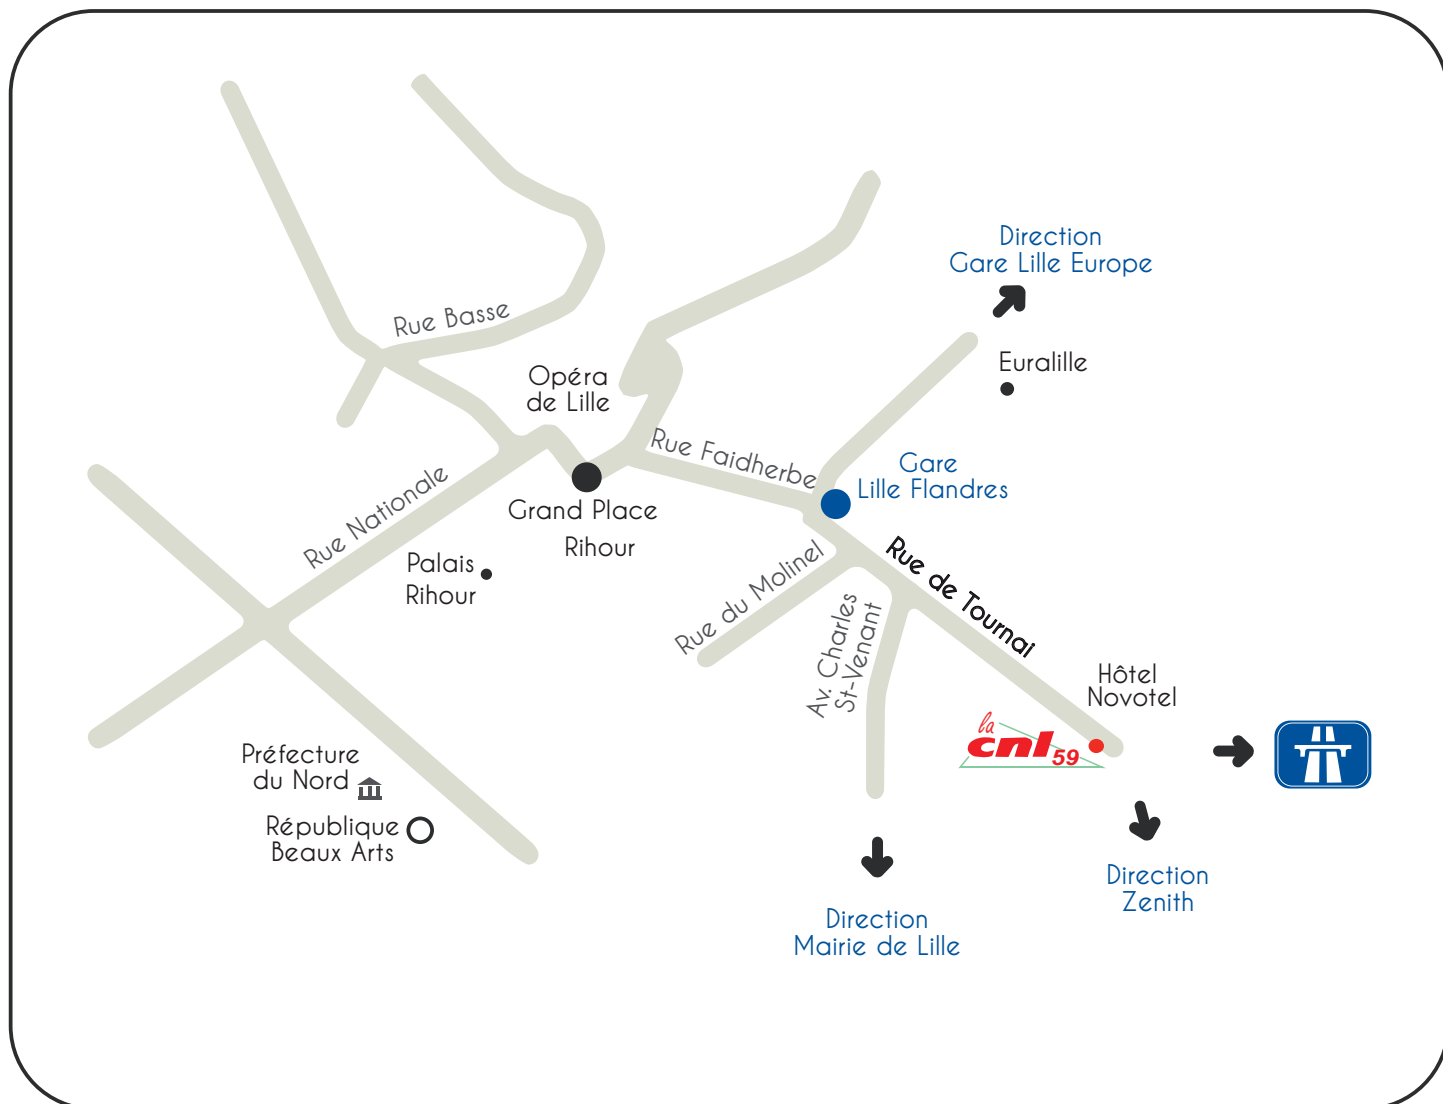 Direction
Gare Lille Europe
Rue Basse
Euralille
Opéra
de Lille
Rue Faidherbe
Gare
Lille Flandres
Rue Nationale
Grand Place
Rihour
Palais
Rihour
Rue du Molinel
Rue de Tournai
Av. Charles
St-Venant
Hôtel
Novotel
la
cnl 59
Préfecture
du Nord
République
Beaux Arts
Direction
Zenith
Direction
Mairie de Lille